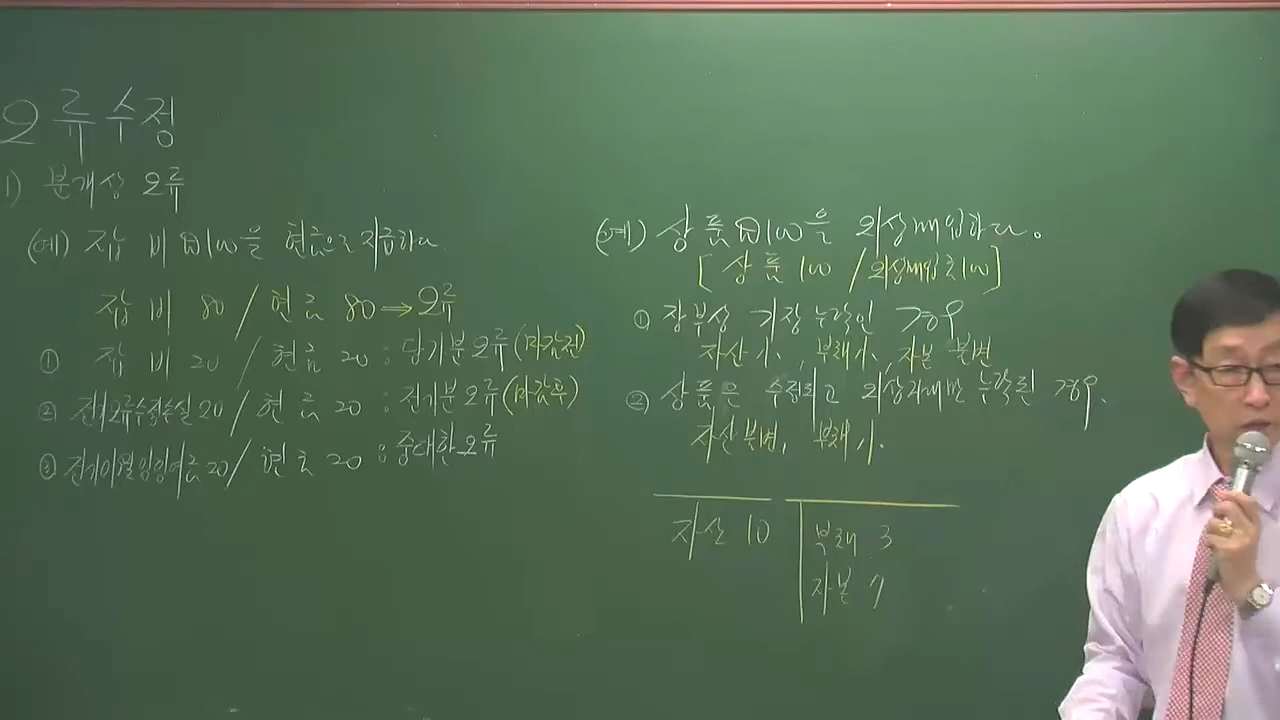 오류수정
1) 분개상 오류
(예) 잡비 ₩100을 현금으로 지급하다.
잡비 80 / 현금 80 ⇒ 오류
① 잡비 20 / 현금 20 : 당기분 오류 (마감전)
② 전기오류수정손실 20 / 현금 20 : 전기분 오류 (마감후)
③ 전기이월이익잉여금 20 / 현금 20 : 중대한 오류
(예) 상품 ₩100을 외상매입하다.
[상품 100 / 외상매입금 100]
① 장부상 기장누락인 경우
자산 小, 부채 小, 자본 불변
② 상품은 수정되고 외상거래만 누락된 경우.
자산 불변, 부채 小.
자산 10
부채 3
자본 7